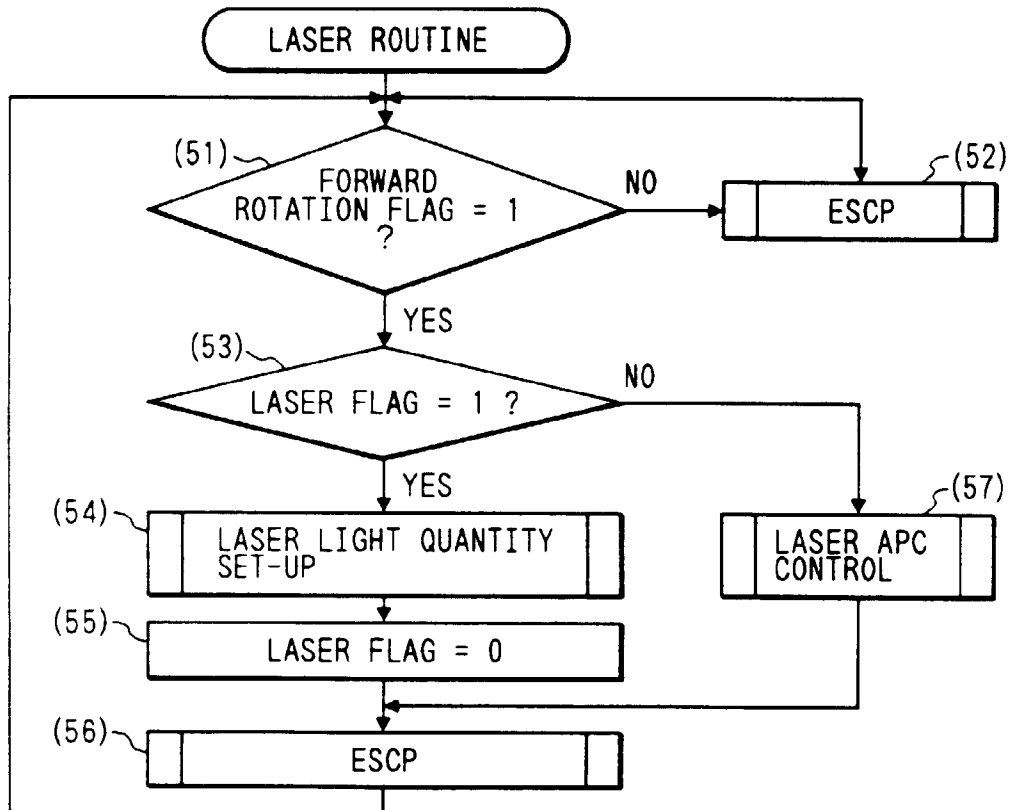 LASER ROUTINE
(51)
FORWARD
ROTATION FLAG = 1
?
NO
(52)
ESCP
YES
(53)
LASER FLAG = 1 ?
NO
YES
(54)
LASER LIGHT QUANTITY
SET-UP
(57)
LASER APC
CONTROL
(55)
LASER FLAG = 0
(56)
ESCP